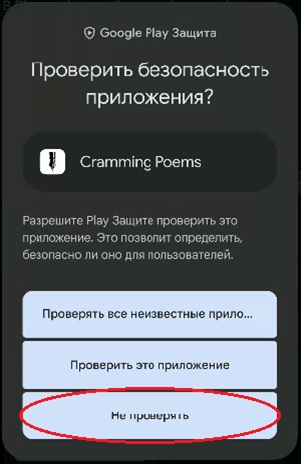 Google Play Защита
Проверить безопасность
приложения?
Cramming Poems
Разрешите Play Защите проверить это
приложение. Это позволит определить,
безопасно ли оно для пользователей.
Проверять все неизвестные прило...
Проверить это приложение
Не проверять